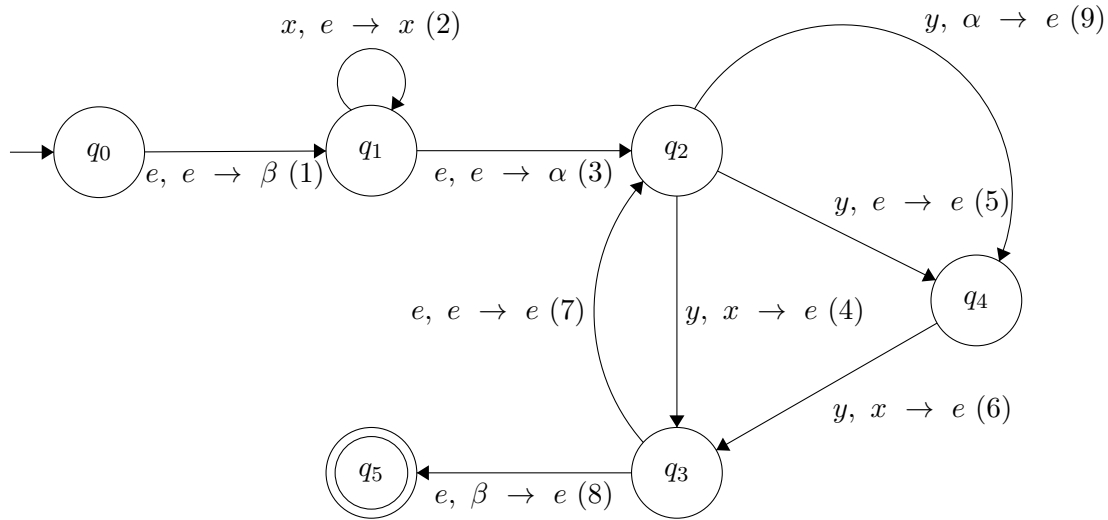 x, e → x (2)
y, α → e (9)
q₀
q₁
q₂
e, e → β (1)
e, e → α (3)
y, e → e (5)
q₄
e, e → e (7)
y, x → e (4)
y, x → e (6)
q₅
q₃
e, β → e (8)